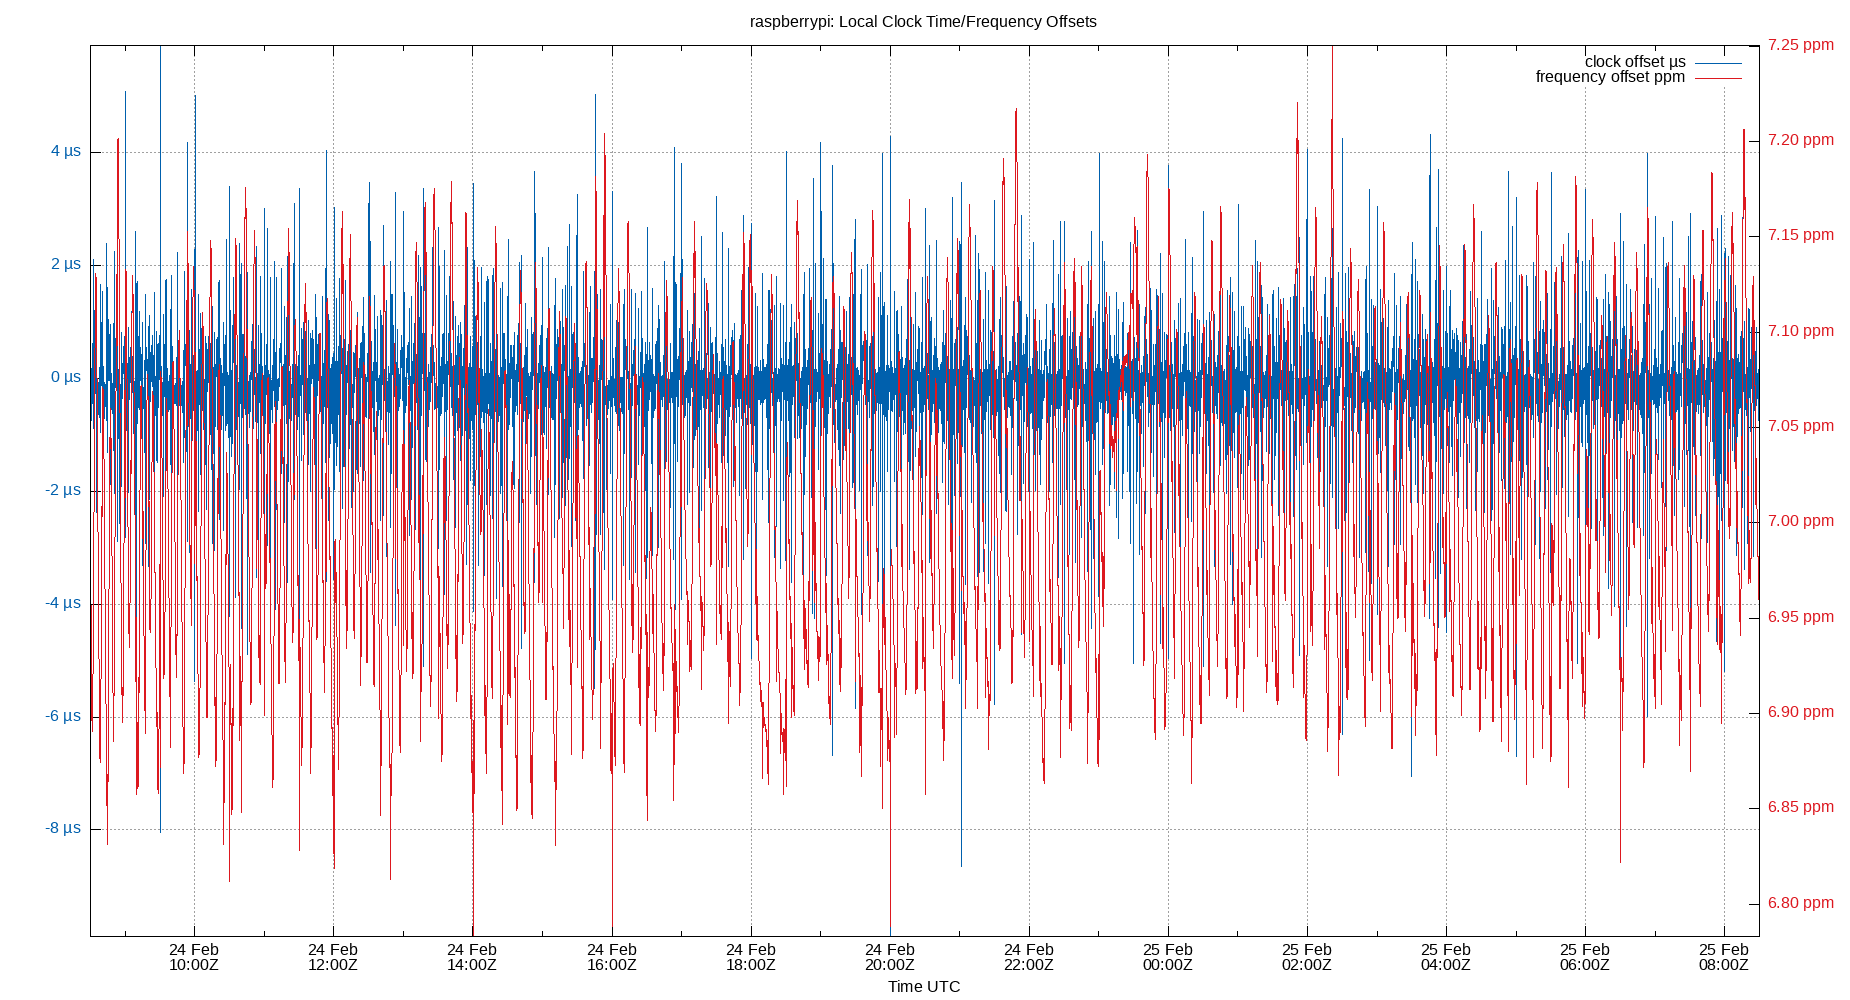 raspberrypi: Local Clock Time/Frequency Offsets
7.25 ppm
clock offset µs
frequency offset ppm
4 µs
7.20 ppm
7.15 ppm
2 µs
7.10 ppm
0 µs
7.05 ppm
-2 µs
7.00 ppm
-4 µs
6.95 ppm
-6 µs
6.90 ppm
6.85 ppm
-8 µs
6.80 ppm
24 Feb 24 Feb 24 Feb 24 Feb 24 Feb 24 Feb 24 Feb 25 Feb 25 Feb 25 Feb 25 Feb 25 Feb
10:00Z 12:00Z 14:00Z 16:00Z 18:00Z 20:00Z 22:00Z 00:00Z 02:00Z 04:00Z 06:00Z 08:00Z
Time UTC